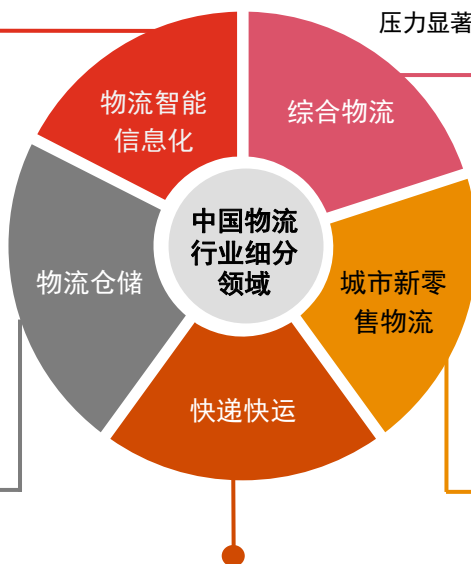 压力显著
物流智能
信息化
综合物流
中国物流
行业细分
领域
物流仓储
城市新零
售物流
快递快运